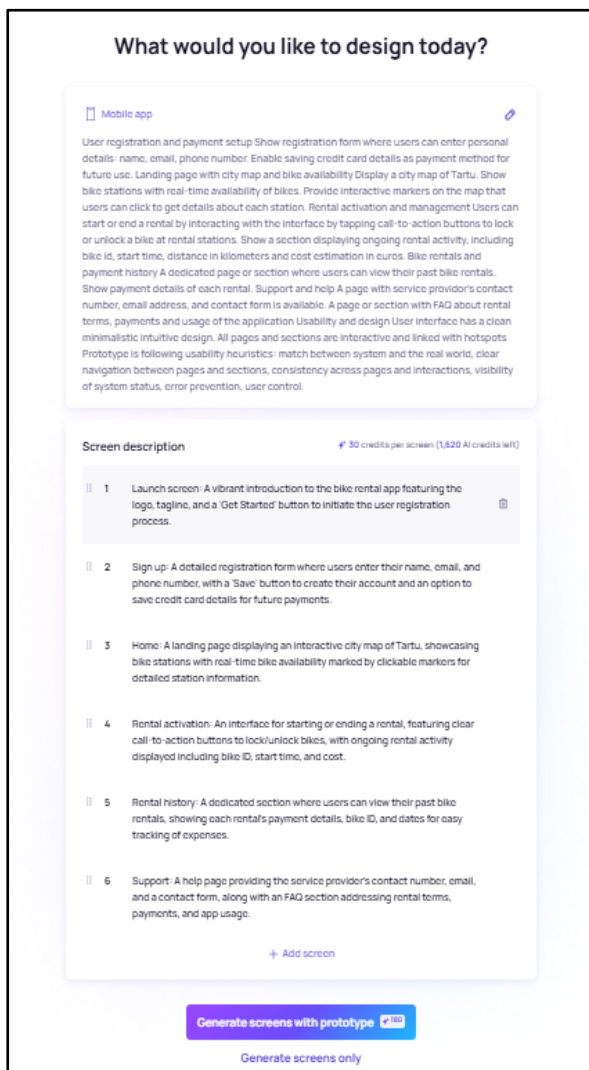 What would you like to design today?
Mobile app
User registration and payment setup Show registration form where users can enter personal
details: name, email, phone number. Enable saving credit card details as payment method for
future use. Landing page with city map and bike availability Display a city map of Tartu. Show
bike stations with real-time availability of bikes. Provide interactive markers on the map that
users can click to get details about each station. Rental activation and management Users can
start or end a rental by interacting with the interface by tapping call-to-action buttons to lock
or unlock a bike at rental stations. Show a section displaying ongoing rental activity, including
bike id, start time, distance in kilometers and cost estimation in euros. Bike rentals and
payment history A dedicated page or section where users can view their past bike rentals.
Show payment details of each rental. Support and help A page with service provider's contact
number, email address, and contact form is available. A page or section with FAQ about rental
terms, payments and usage of the application Usability and design User interface has a clean
minimalistic intuitive design. All pages and sections are interactive and linked with hotspots
Prototype is following usability heuristics: match between system and the real world, clear
navigation between pages and sections, consistency across pages and interactions, visibility
of system status, error prevention, user control.
Screen description
30 credits per screen (1,620 AI credits left)
1 Launch screen: A vibrant introduction to the bike rental app featuring the
logo, tagline, and a 'Get Started' button to initiate the user registration
process.
2 Sign up: A detailed registration form where users enter their name, email, and
phone number, with a 'Save' button to create their account and an option to
save credit card details for future payments.
3 Home: A landing page displaying an interactive city map of Tartu, showcasing
bike stations with real-time bike availability marked by clickable markers for
detailed station information.
4 Rental activation: An interface for starting or ending a rental, featuring clear
call-to-action buttons to lock/unlock bikes, with ongoing rental activity
displayed including bike ID, start time, and cost.
5 Rental history: A dedicated section where users can view their past bike
rentals, showing each rental's payment details, bike ID, and dates for easy
tracking of expenses.
6 Support: A help page providing the service provider's contact number, email,
and a contact form, along with an FAQ section addressing rental terms,
payments, and app usage.
+ Add screen
Generate screens with prototype 180
Generate screens only